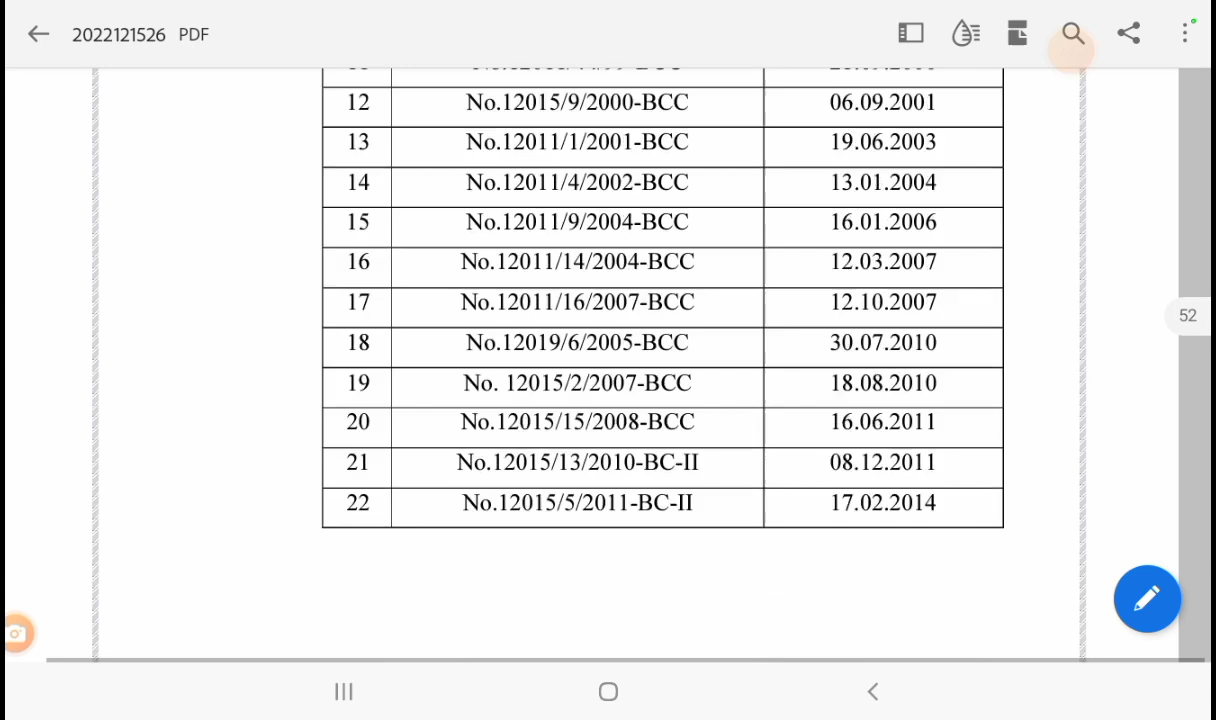 2022121526 PDF
12 No.12015/9/2000-BCC 06.09.2001
13 No.12011/1/2001-BCC 19.06.2003
14 No.12011/4/2002-BCC 13.01.2004
15 No.12011/9/2004-BCC 16.01.2006
16 No.12011/14/2004-BCC 12.03.2007
52
17 No.12011/16/2007-BCC 12.10.2007
18 No.12019/6/2005-BCC 30.07.2010
19 No. 12015/2/2007-BCC 18.08.2010
20 No.12015/15/2008-BCC 16.06.2011
21 No.12015/13/2010-BC-II 08.12.2011
22 No.12015/5/2011-BC-II 17.02.2014